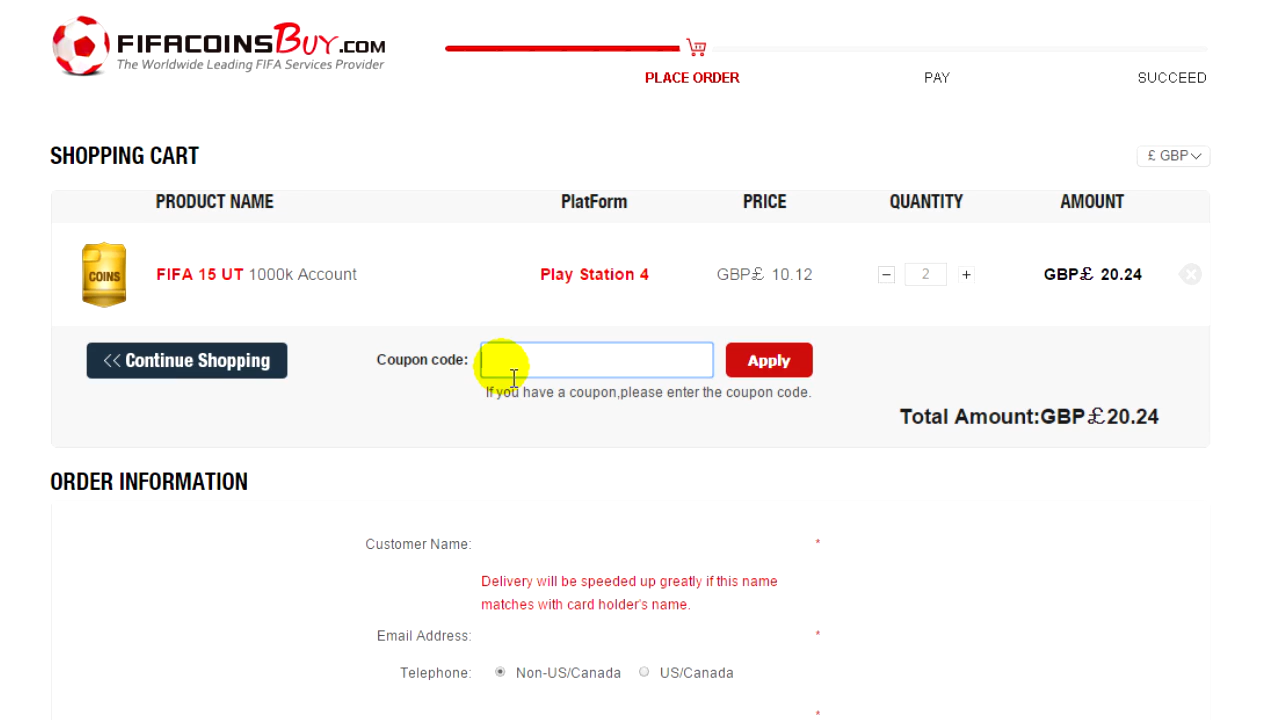 FIFACOINSBUY.COM
The Worldwide Leading FIFA Services Provider
PLACE ORDER PAY SUCCEED
SHOPPING CART
£ GBP
PRODUCT NAME PlatForm PRICE QUANTITY AMOUNT
COINS
FIFA 15 UT 1000k Account Play Station 4 GBP£ 10.12 − 2 + GBP£ 20.24
<< Continue Shopping Coupon code: Apply
If you have a coupon,please enter the coupon code.
Total Amount:GBP£20.24
ORDER INFORMATION
Customer Name: *
Delivery will be speeded up greatly if this name
matches with card holder's name.
Email Address: *
Telephone: Non-US/Canada US/Canada
*